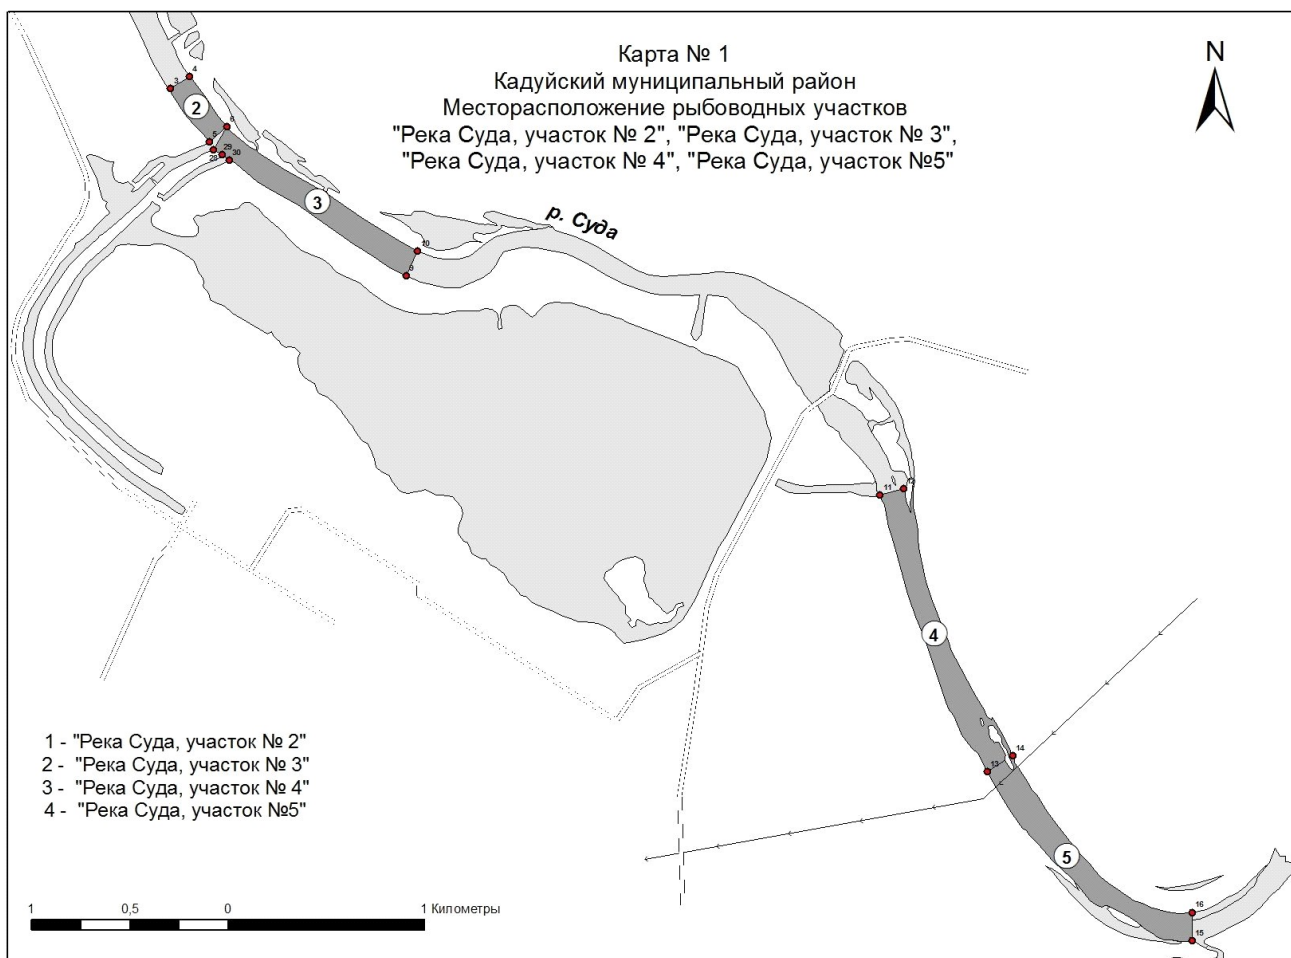 Карта № 1
Кадуйский муниципальный район
Месторасположение рыбоводных участков
"Река Суда, участок № 2", "Река Суда, участок № 3",
"Река Суда, участок № 4", "Река Суда, участок №5"
N
4
3
2
6
5
29
28
30
3
р. Суда
10
9
11
12
4
14
13
5
16
15
1 - "Река Суда, участок № 2"
2 - "Река Суда, участок № 3"
3 - "Река Суда, участок № 4"
4 - "Река Суда, участок №5"
1 0,5 0 1 Километры